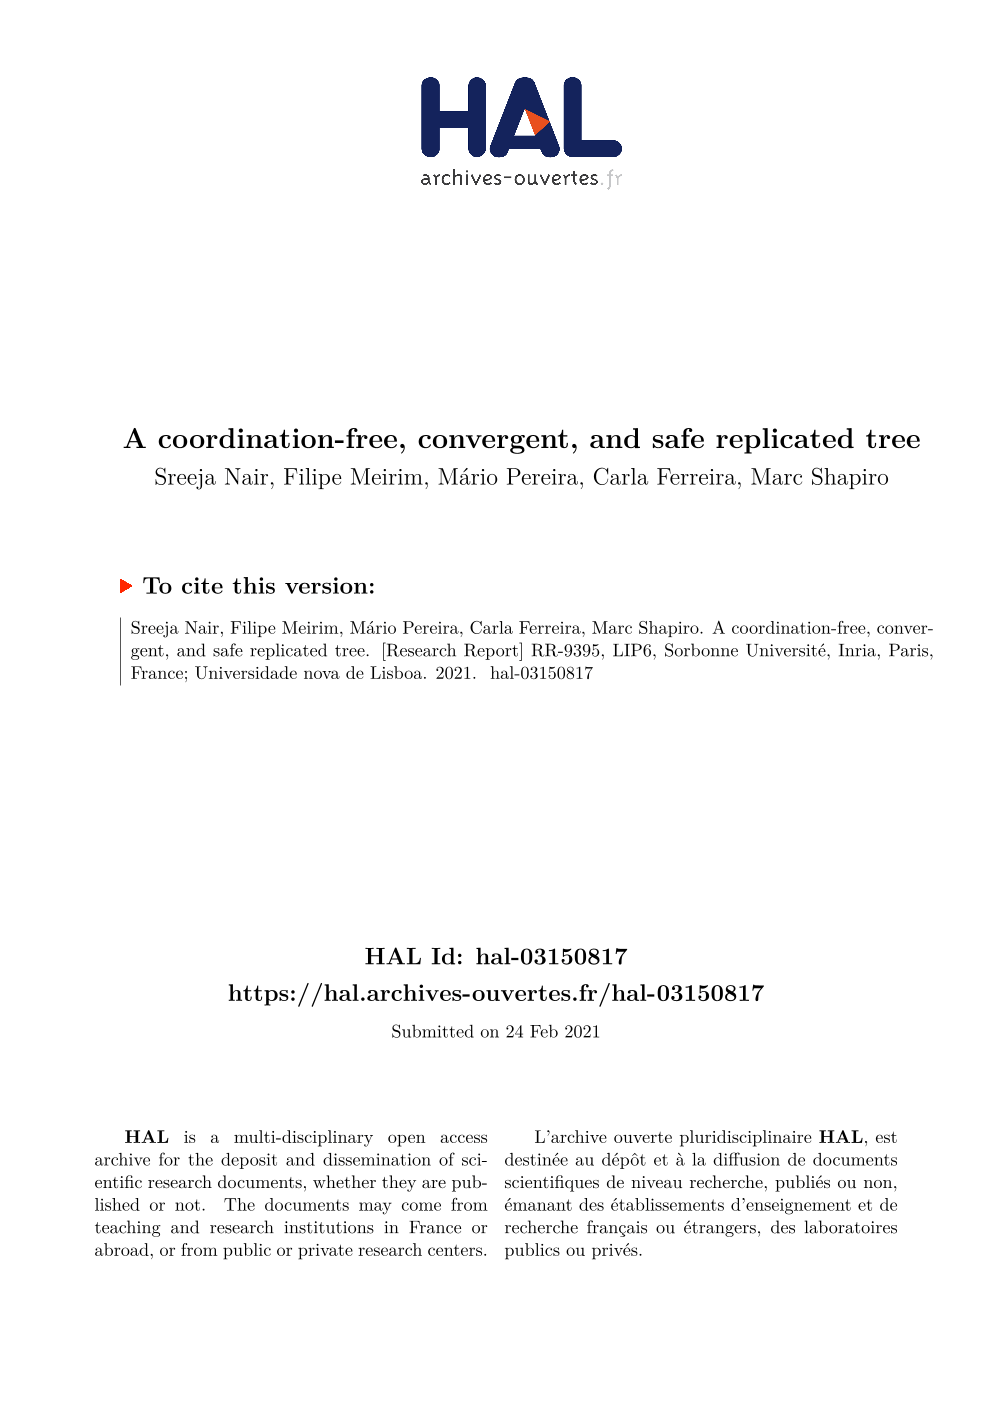 HAL
archives-ouvertes.fr
A coordination-free, convergent, and safe replicated tree
Sreeja Nair, Filipe Meirim, Mário Pereira, Carla Ferreira, Marc Shapiro
To cite this version:
Sreeja Nair, Filipe Meirim, Mário Pereira, Carla Ferreira, Marc Shapiro. A coordination-free, conver-
gent, and safe replicated tree. [Research Report] RR-9395, LIP6, Sorbonne Université, Inria, Paris,
France; Universidade nova de Lisboa. 2021. hal-03150817
HAL Id: hal-03150817
https://hal.archives-ouvertes.fr/hal-03150817
Submitted on 24 Feb 2021
HAL is a multi-disciplinary open access
archive for the deposit and dissemination of sci-
entific research documents, whether they are pub-
lished or not. The documents may come from
teaching and research institutions in France or
abroad, or from public or private research centers.
L'archive ouverte pluridisciplinaire HAL, est
destinée au dépôt et à la diffusion de documents
scientifiques de niveau recherche, publiés ou non,
émanant des établissements d'enseignement et de
recherche français ou étrangers, des laboratoires
publics ou privés.